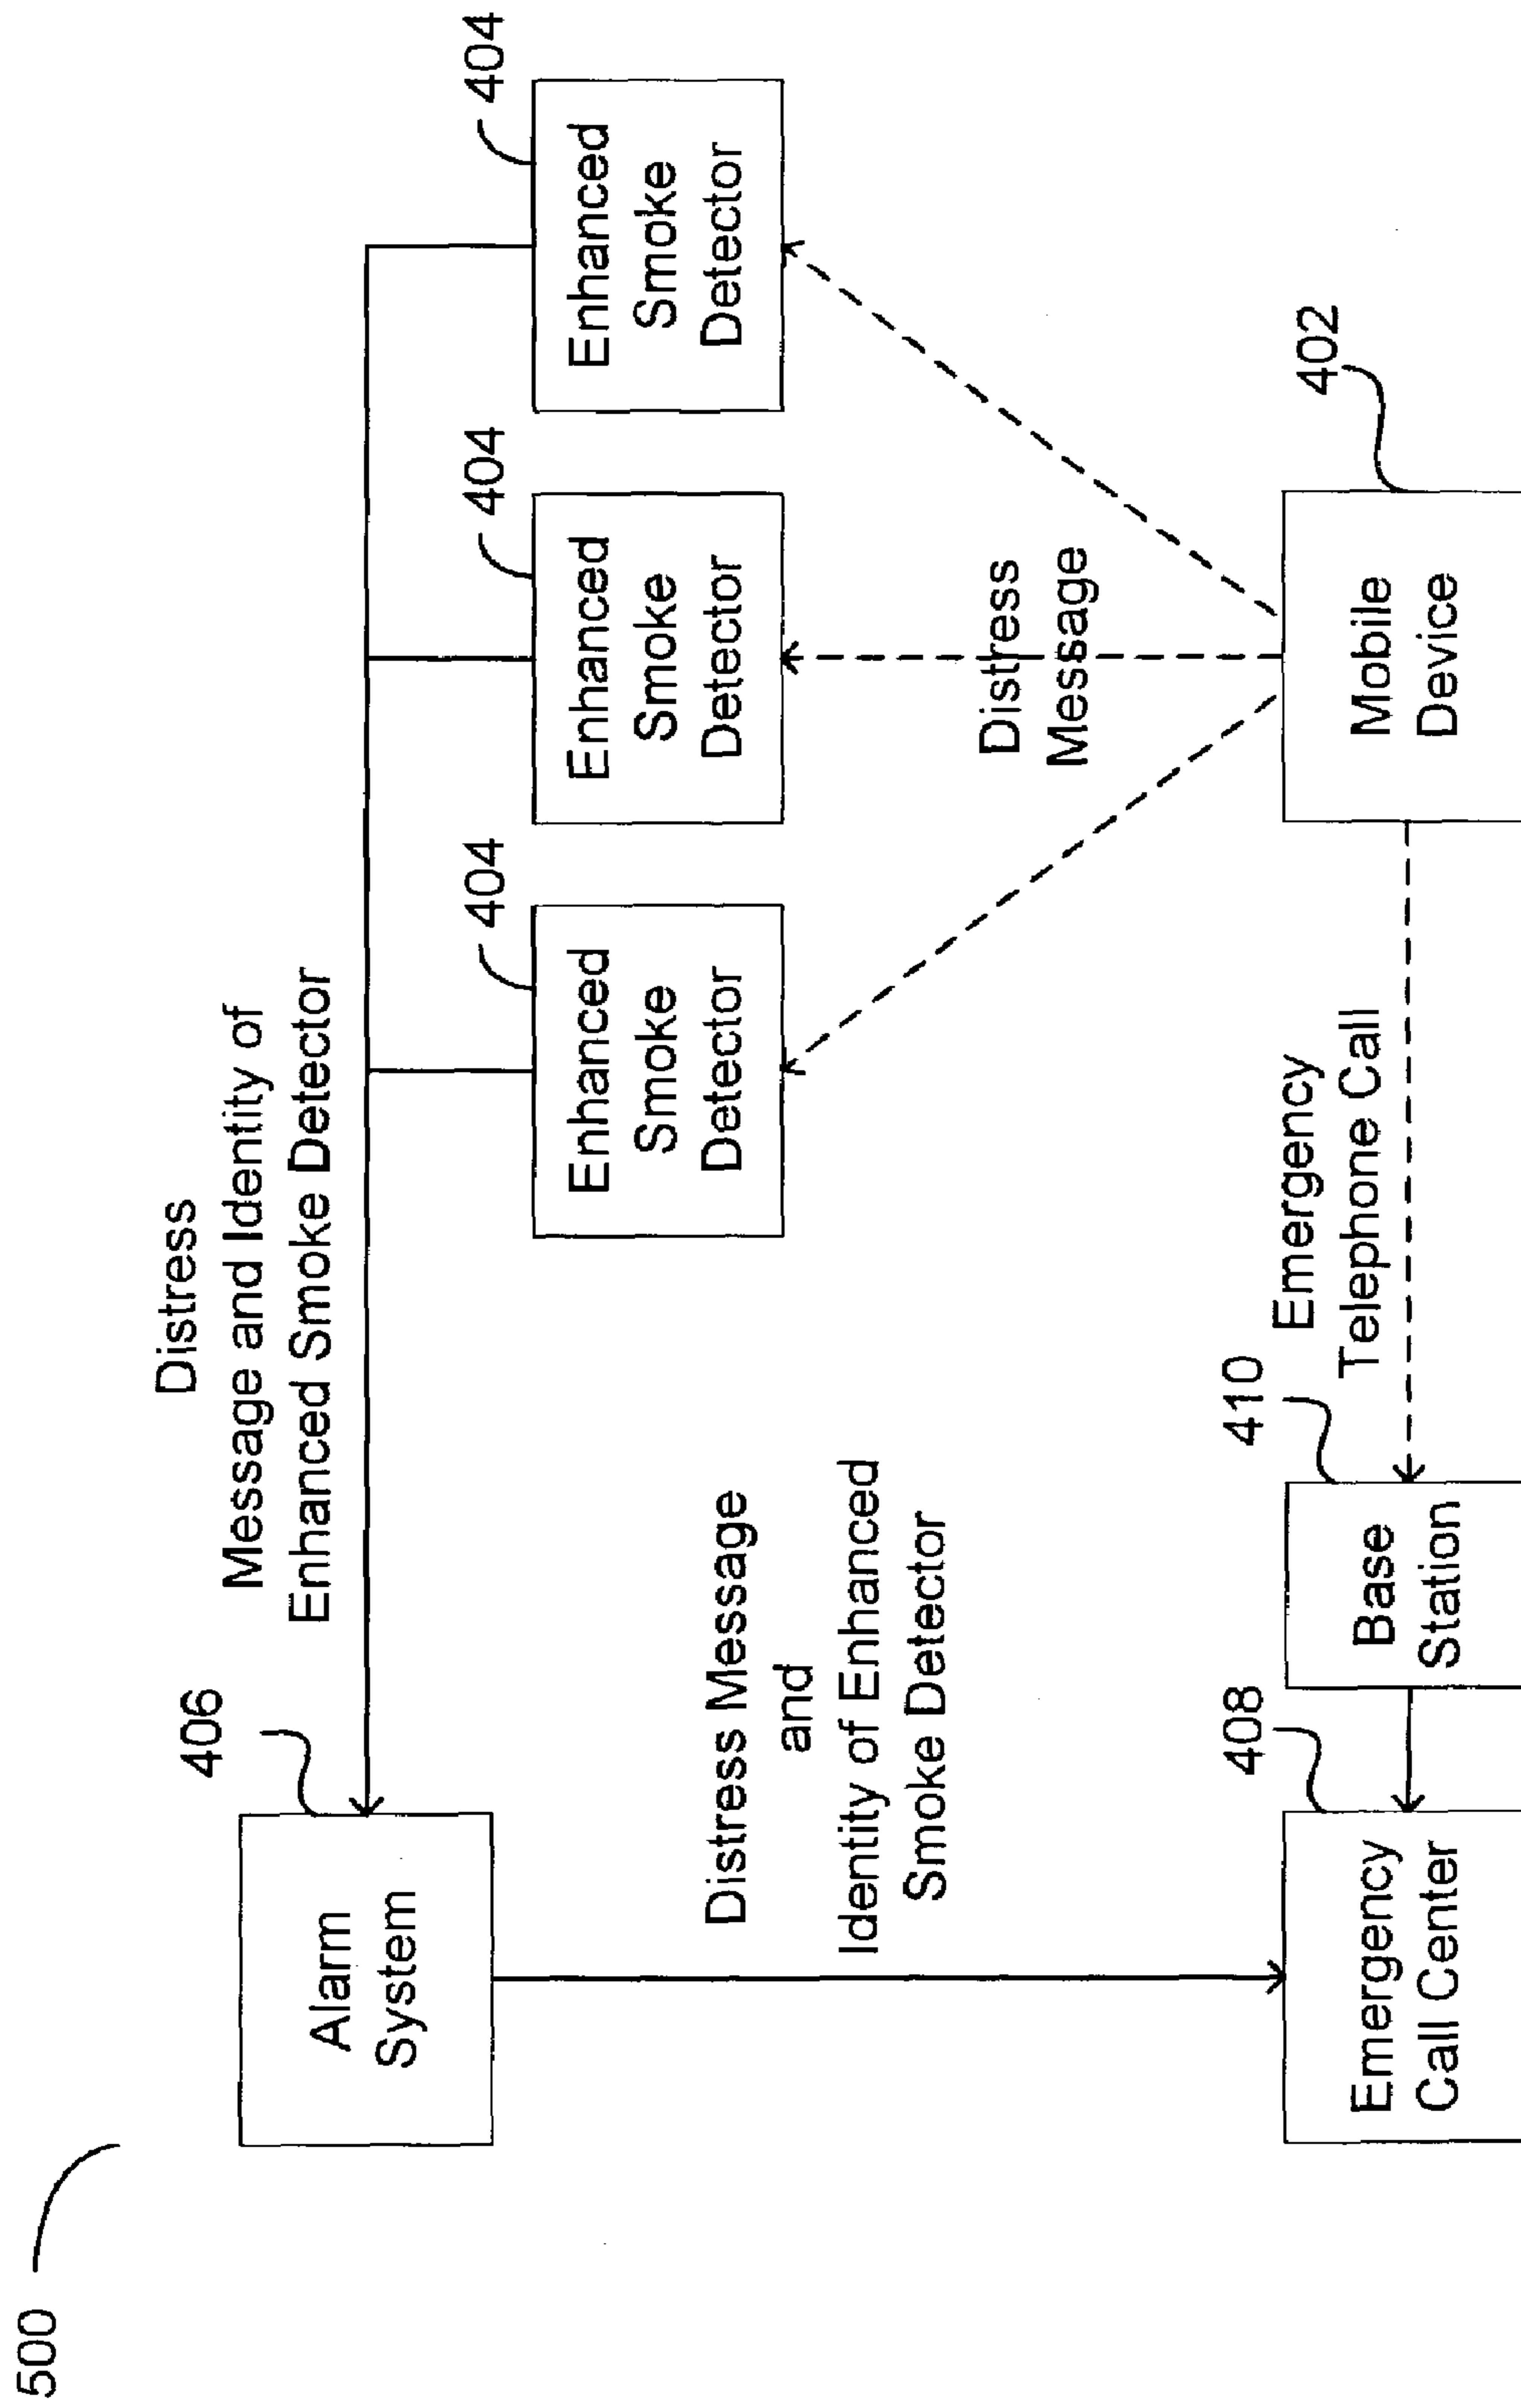 500
406
Alarm
System
Distress
Message and Identity of
Enhanced Smoke Detector
404
Enhanced
Smoke
Detector
404
Enhanced
Smoke
Detector
404
Enhanced
Smoke
Detector
Distress Message
and
Identity of Enhanced
Smoke Detector
Distress
Message
408
Emergency
Call Center
410
Base
Station
Emergency
Telephone Call
402
Mobile
Device